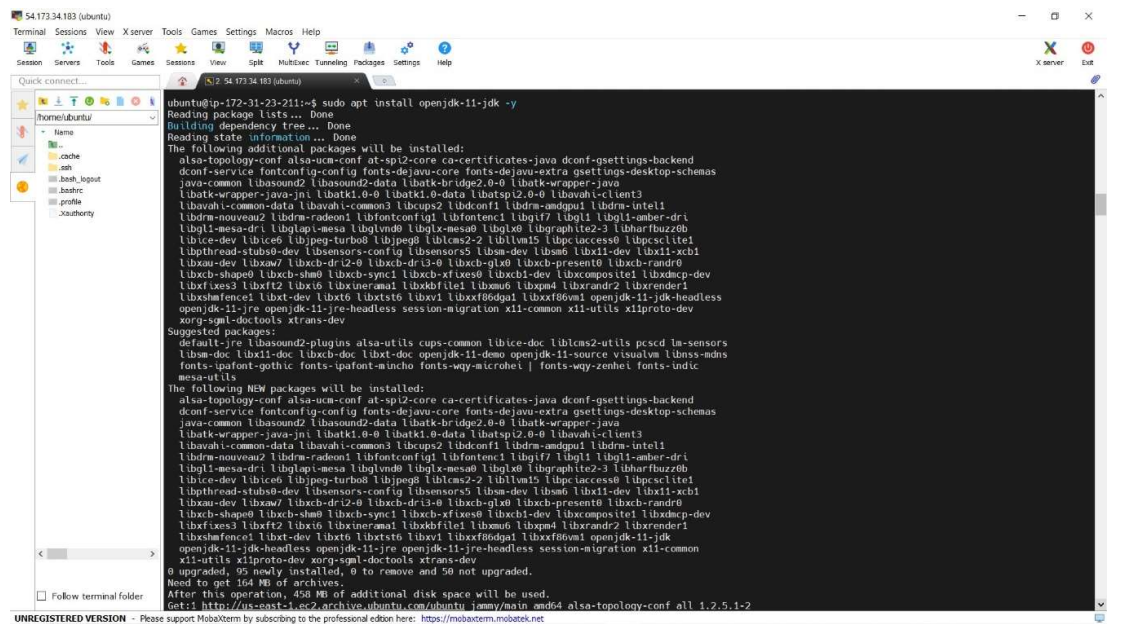 54.173.34.183 (ubuntu)
Terminal Sessions View X server Tools Games Settings Macros Help
Session Servers Tools Games Sessions View Split MultiExec Tunneling Packages Settings Help X server Exit
Quick connect...
2. 54.173.34.183 (ubuntu)
/home/ubuntu/
Name
..
.cache
.ssh
.bash_logout
.bashrc
.profile
.Xauthority
Follow terminal folder
ubuntu@ip-172-31-23-211:~$ sudo apt install openjdk-11-jdk -y
Reading package lists... Done
Building dependency tree... Done
Reading state information... Done
The following additional packages will be installed:
alsa-topology-conf alsa-ucm-conf at-spi2-core ca-certificates-java dconf-gsettings-backend
dconf-service fontconfig-config fonts-dejavu-core fonts-dejavu-extra gsettings-desktop-schemas
java-common libasound2 libasound2-data libatk-bridge2.0-0 libatk-wrapper-java
libatk-wrapper-java-jni libatk1.0-0 libatk1.0-data libatspi2.0-0 libavahi-client3
libavahi-common-data libavahi-common3 libcups2 libdconf1 libdrm-amdgpu1 libdrm-intel1
libdrm-nouveau2 libdrm-radeon1 libfontconfig1 libfontenc1 libgif7 libgl1 libgl1-amber-dri
libgl1-mesa-dri libglapi-mesa libglvnd0 libglx-mesa0 libglx0 libgraphite2-3 libharfbuzz0b
libice-dev libice6 libjpeg-turbo8 libjpeg8 liblcms2-2 libllvm15 libpciaccess0 libpcsclite1
libpthread-stubs0-dev libsensors-config libsensors5 libsm-dev libsm6 libx11-dev libx11-xcb1
libxau-dev libxaw7 libxcb-dri2-0 libxcb-dri3-0 libxcb-glx0 libxcb-present0 libxcb-randr0
libxcb-shape0 libxcb-shm0 libxcb-sync1 libxcb-xfixes0 libxcb1-dev libxcomposite1 libxdmcp-dev
libxfixes3 libxft2 libxi6 libxinerama1 libxkbfile1 libxmu6 libxpm4 libxrandr2 libxrender1
libxshmfence1 libxt-dev libxt6 libxtst6 libxv1 libxxf86dga1 libxxf86vm1 openjdk-11-jdk-headless
openjdk-11-jre openjdk-11-jre-headless session-migration x11-common x11-utils x11proto-dev
xorg-sgml-doctools xtrans-dev
Suggested packages:
default-jre libasound2-plugins alsa-utils cups-common libice-doc liblcms2-utils pcscd lm-sensors
libsm-doc libx11-doc libxcb-doc libxt-doc openjdk-11-demo openjdk-11-source visualvm libnss-mdns
fonts-ipafont-gothic fonts-ipafont-mincho fonts-wqy-microhei | fonts-wqy-zenhei fonts-indic
mesa-utils
The following NEW packages will be installed:
alsa-topology-conf alsa-ucm-conf at-spi2-core ca-certificates-java dconf-gsettings-backend
dconf-service fontconfig-config fonts-dejavu-core fonts-dejavu-extra gsettings-desktop-schemas
java-common libasound2 libasound2-data libatk-bridge2.0-0 libatk-wrapper-java
libatk-wrapper-java-jni libatk1.0-0 libatk1.0-data libatspi2.0-0 libavahi-client3
libavahi-common-data libavahi-common3 libcups2 libdconf1 libdrm-amdgpu1 libdrm-intel1
libdrm-nouveau2 libdrm-radeon1 libfontconfig1 libfontenc1 libgif7 libgl1 libgl1-amber-dri
libgl1-mesa-dri libglapi-mesa libglvnd0 libglx-mesa0 libglx0 libgraphite2-3 libharfbuzz0b
libice-dev libice6 libjpeg-turbo8 libjpeg8 liblcms2-2 libllvm15 libpciaccess0 libpcsclite1
libpthread-stubs0-dev libsensors-config libsensors5 libsm-dev libsm6 libx11-dev libx11-xcb1
libxau-dev libxaw7 libxcb-dri2-0 libxcb-dri3-0 libxcb-glx0 libxcb-present0 libxcb-randr0
libxcb-shape0 libxcb-shm0 libxcb-sync1 libxcb-xfixes0 libxcb1-dev libxcomposite1 libxdmcp-dev
libxfixes3 libxft2 libxi6 libxinerama1 libxkbfile1 libxmu6 libxpm4 libxrandr2 libxrender1
libxshmfence1 libxt-dev libxt6 libxtst6 libxv1 libxxf86dga1 libxxf86vm1 openjdk-11-jdk
openjdk-11-jdk-headless openjdk-11-jre openjdk-11-jre-headless session-migration x11-common
x11-utils x11proto-dev xorg-sgml-doctools xtrans-dev
0 upgraded, 95 newly installed, 0 to remove and 50 not upgraded.
Need to get 164 MB of archives.
After this operation, 458 MB of additional disk space will be used.
Get:1 http://us-east-1.ec2.archive.ubuntu.com/ubuntu jammy/main amd64 alsa-topology-conf all 1.2.5.1-2
UNREGISTERED VERSION - Please support MobaXterm by subscribing to the professional edition here: https://mobaxterm.mobatek.net